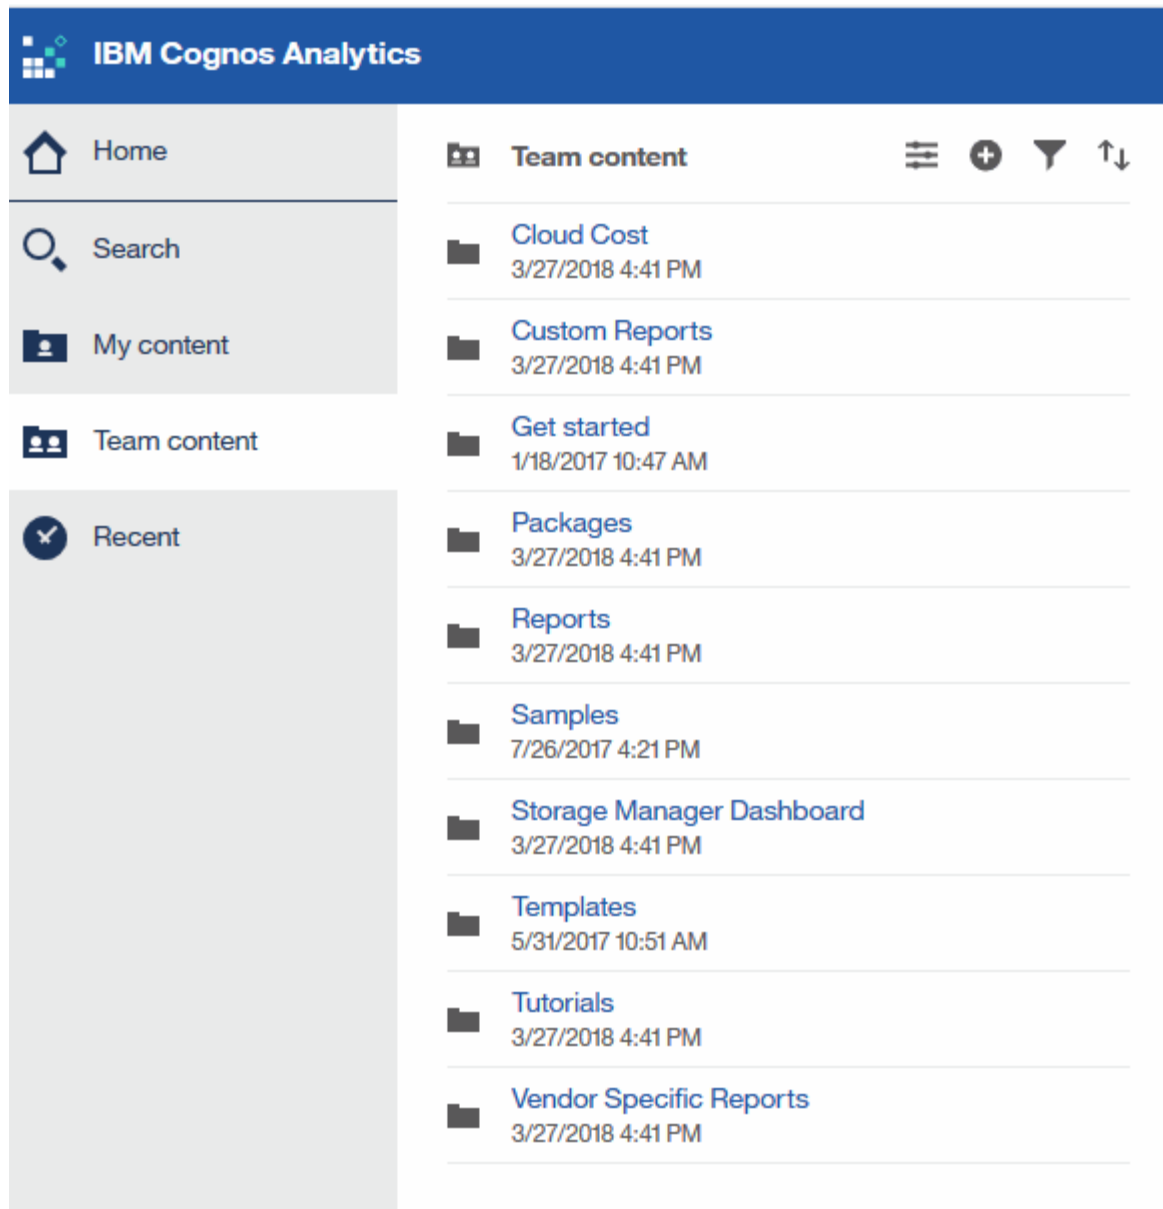 IBM Cognos Analytics
Home
Search
My content
Team content
Recent
Team content
Cloud Cost
3/27/2018 4:41 PM
Custom Reports
3/27/2018 4:41 PM
Get started
1/18/2017 10:47 AM
Packages
3/27/2018 4:41 PM
Reports
3/27/2018 4:41 PM
Samples
7/26/2017 4:21 PM
Storage Manager Dashboard
3/27/2018 4:41 PM
Templates
5/31/2017 10:51 AM
Tutorials
3/27/2018 4:41 PM
Vendor Specific Reports
3/27/2018 4:41 PM